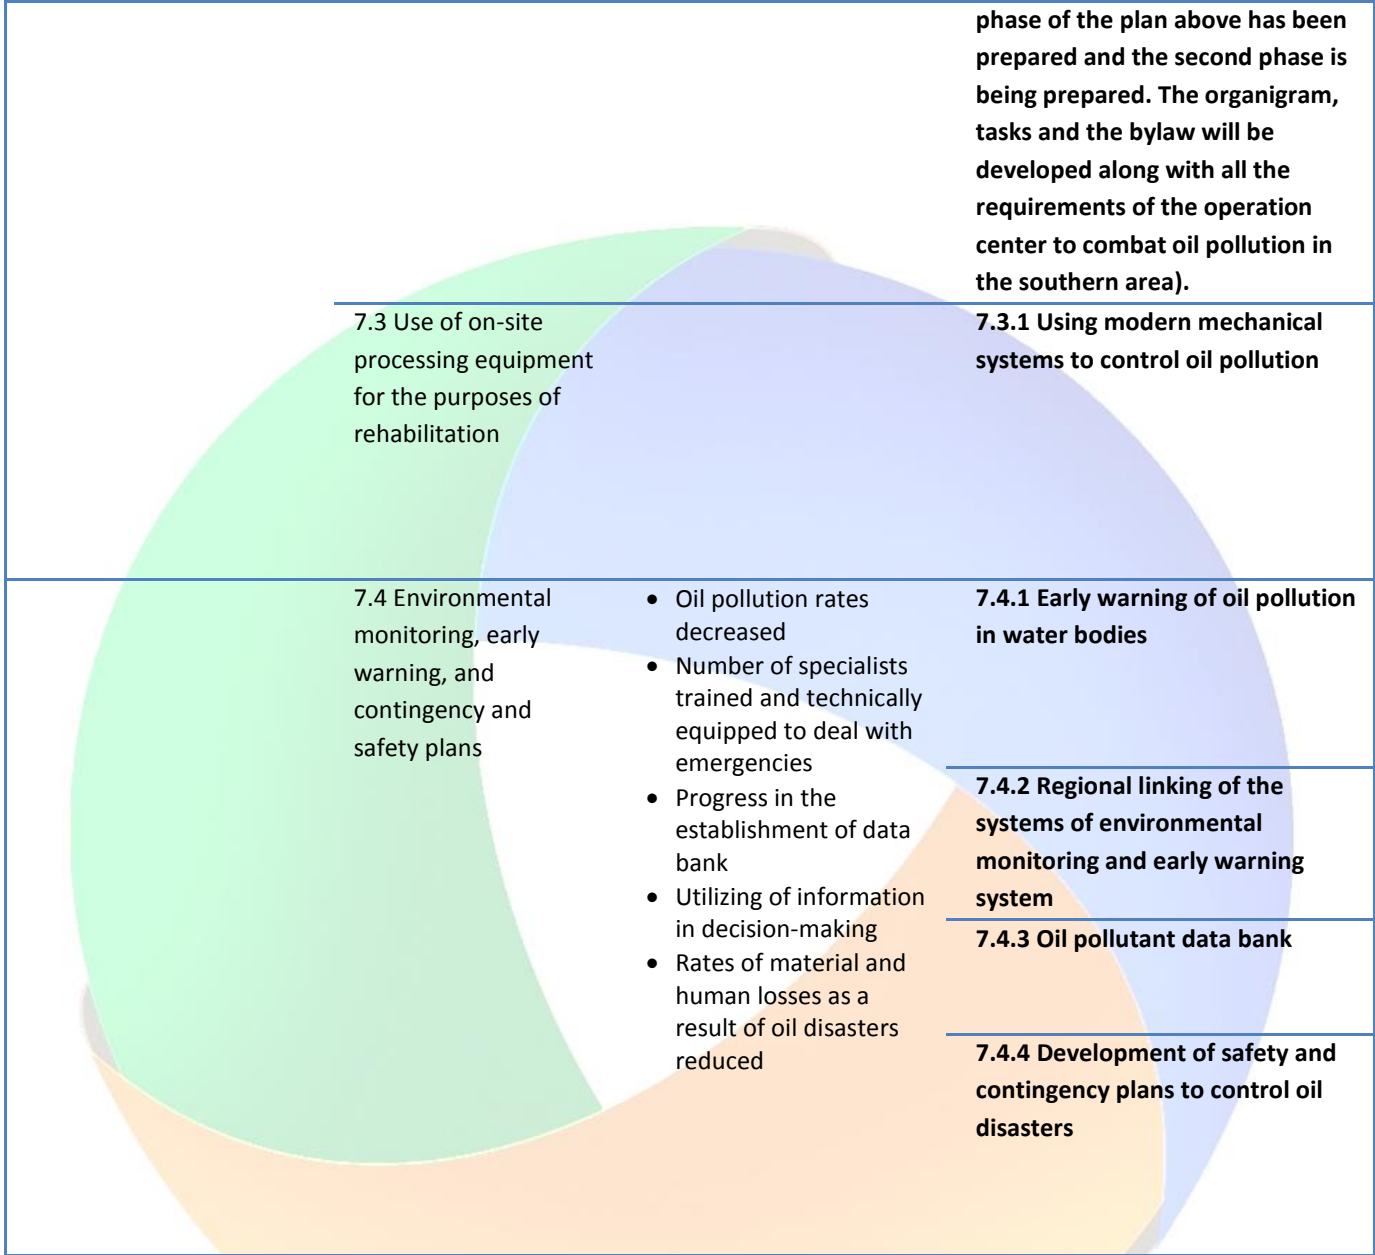 phase of the plan above has been
prepared and the second phase is
being prepared. The organigram,
tasks and the bylaw will be
developed along with all the
requirements of the operation
center to combat oil pollution in
the southern area).
7.3 Use of on-site
processing equipment
for the purposes of
rehabilitation
7.3.1 Using modern mechanical
systems to control oil pollution
7.4 Environmental
monitoring, early
warning, and
contingency and
safety plans
• Oil pollution rates
decreased
• Number of specialists
trained and technically
equipped to deal with
emergencies
• Progress in the
establishment of data
bank
• Utilizing of information
in decision-making
• Rates of material and
human losses as a
result of oil disasters
reduced
7.4.1 Early warning of oil pollution
in water bodies
7.4.2 Regional linking of the
systems of environmental
monitoring and early warning
system
7.4.3 Oil pollutant data bank
7.4.4 Development of safety and
contingency plans to control oil
disasters